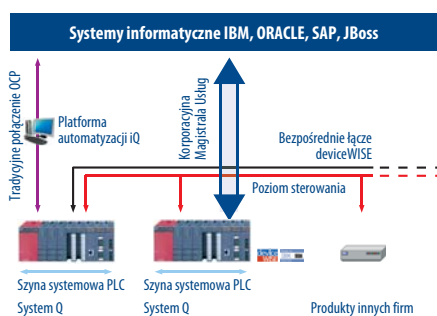 Systemy informatyczne IBM, ORACLE, SAP, JBoss
Tradycyjne połączenie OCP
Platforma
automatyzacji iQ
Korporacyjna
Magistrala Usług
Bezpośrednie łącze
deviceWISE
Poziom sterowania
Szyna systemowa PLC
System Q
Szyna systemowa PLC
System Q
Produkty innych firm